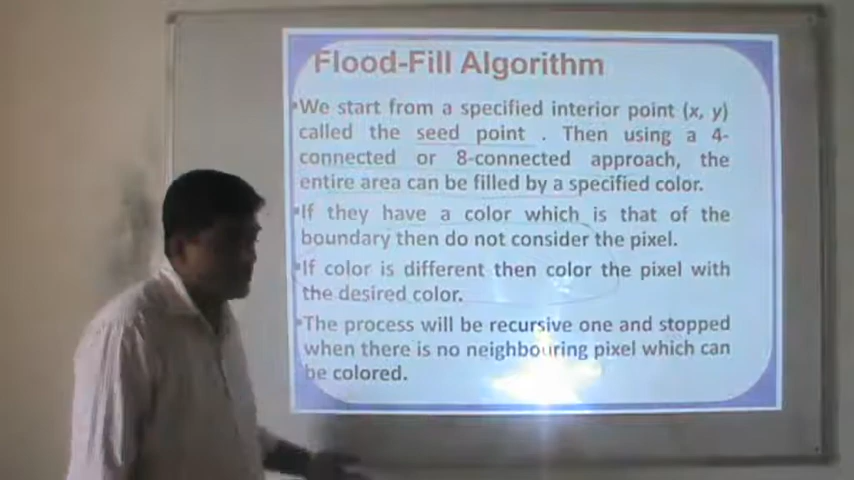 Flood-Fill Algorithm
•We start from a specified interior point (x, y)
called the seed point . Then using a 4-
connected or 8-connected approach, the
entire area can be filled by a specified color.
•If they have a color which is that of the
boundary then do not consider the pixel.
•If color is different then color the pixel with
the desired color.
•The process will be recursive one and stopped
when there is no neighbouring pixel which can
be colored.